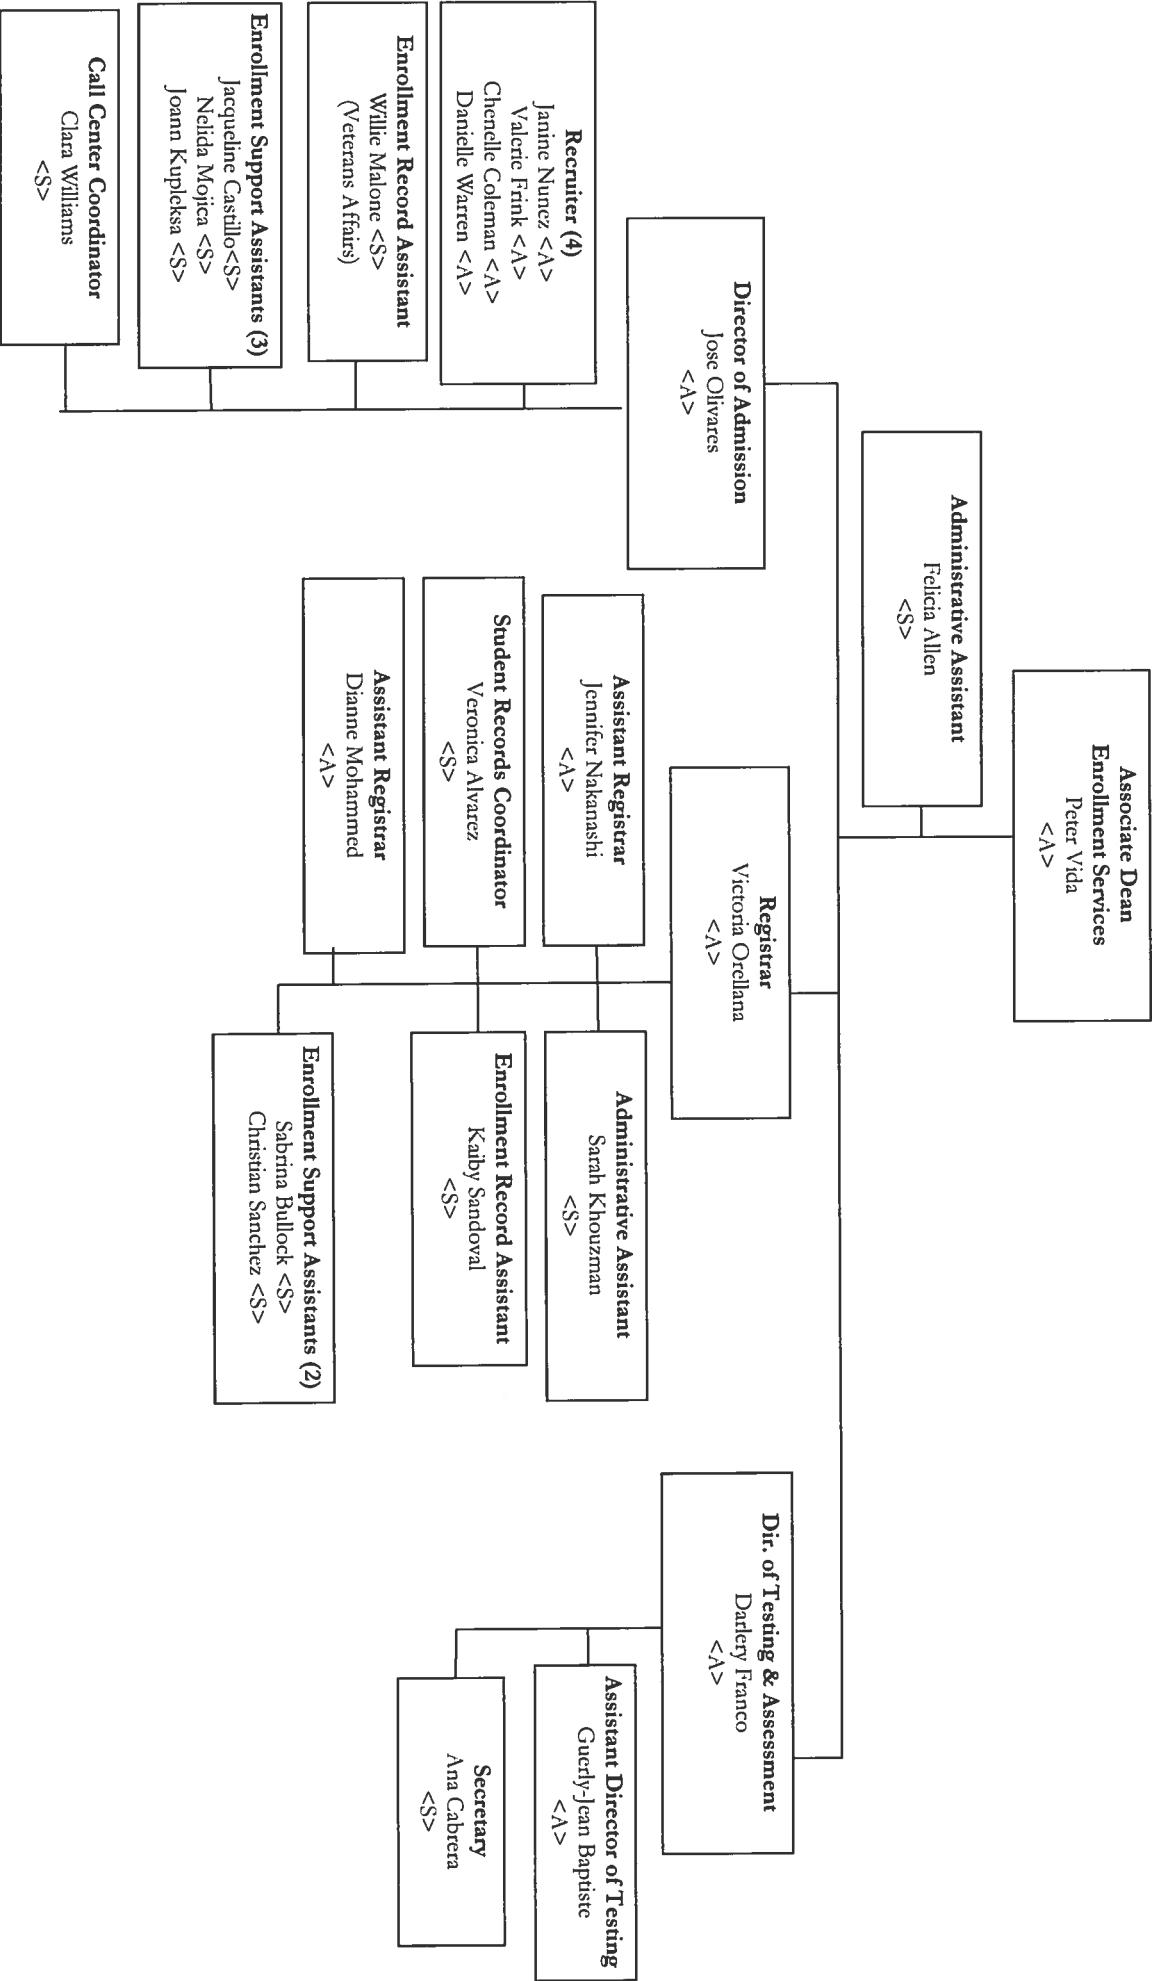 Associate Dean
Enrollment Services
Peter Vida
<A>
Administrative Assistant
Felicia Allen
<S>
Director of Admission
Jose Olivares
<A>
Recruiter (4)
Janine Nunez <A>
Valerie Frink <A>
Chenelle Coleman <A>
Danielle Warren <A>
Enrollment Record Assistant
Willie Malone <S>
(Veterans Affairs)
Enrollment Support Assistants (3)
Jacqueline Castillo<S>
Nelida Mojica <S>
Joann Kupleksa <S>
Call Center Coordinator
Clara Williams
<S>
Registrar
Victoria Orellana
<A>
Assistant Registrar
Jennifer Nakanashi
<A>
Student Records Coordinator
Veronica Alvarez
<S>
Assistant Registrar
Dianne Mohammed
<A>
Administrative Assistant
Sarah Khouzman
<S>
Enrollment Record Assistant
Kaiby Sandoval
<S>
Enrollment Support Assistants (2)
Sabrina Bullock <S>
Christian Sanchez <S>
Dir. of Testing & Assessment
Darlery Franco
<A>
Assistant Director of Testing
Guerly-Jean Baptiste
<A>
Secretary
Ana Cabrera
<S>